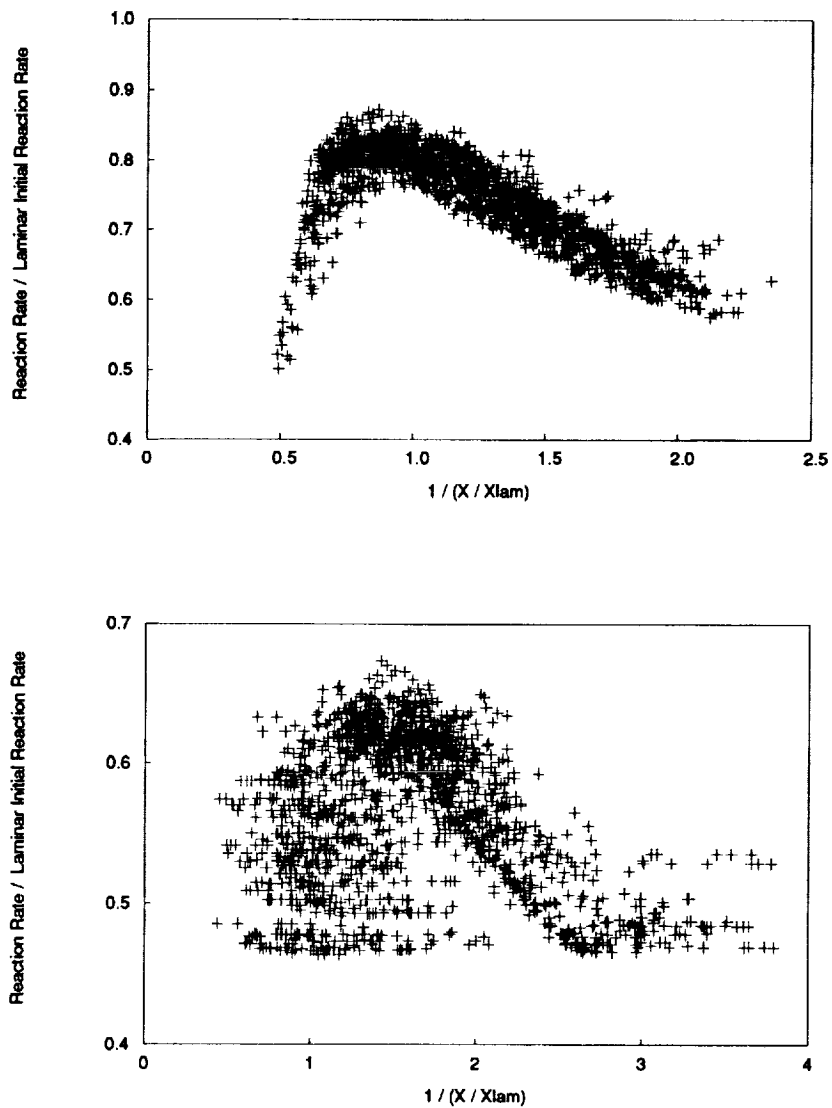 Reaction Rate / Laminar Initial Reaction Rate
1.0
0.9
0.8
0.7
0.6
0.5
0.4
0 0.5 1.0 1.5 2.0 2.5
1 / (X / Xlam)
Reaction Rate / Laminar Initial Reaction Rate
0.7
0.6
0.5
0.4
0 1 2 3 4
1 / (X / Xlam)